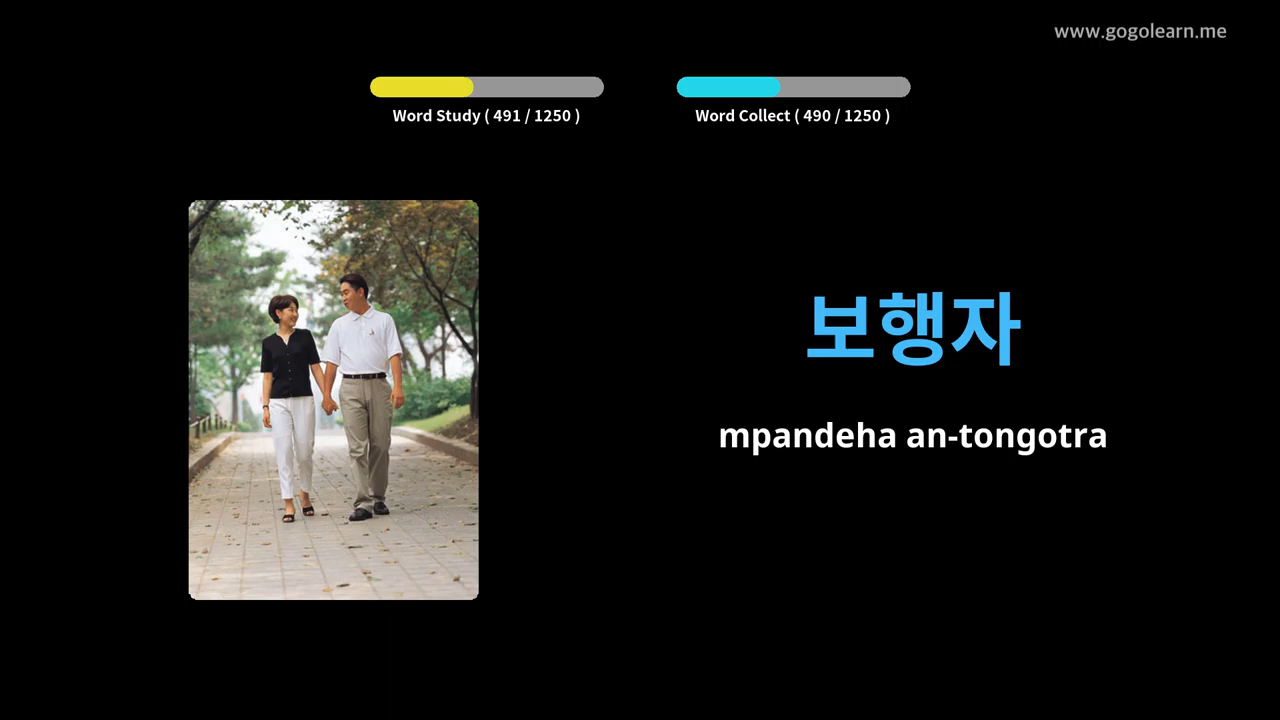 www.gogolearn.me
Word Study ( 491 / 1250 )
Word Collect ( 490 / 1250 )
보행자
mpandeha an-tongotra